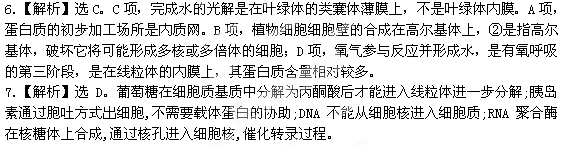 6.【解析】选C。C项，完成水的光解是在叶绿体的类囊体薄膜上，不是叶绿体内膜。A项，
蛋白质的初步加工场所是内质网。B项，植物细胞细胞壁的合成在高尔基体上，②是指高尔
基体，破坏它将可能形成多核或多倍体的细胞；D项，氧气参与反应并形成水，是有氧呼吸
的第三阶段，是在线粒体的内膜上，其蛋白质含量相对较多。
7.【解析】选 D。葡萄糖在细胞质基质中分解为丙酮酸后才能进入线粒体进一步分解;胰岛
素通过胞吐方式出细胞,不需要载体蛋白的协助;DNA 不能从细胞核进入细胞质;RNA 聚合酶
在核糖体上合成,通过核孔进入细胞核,催化转录过程。